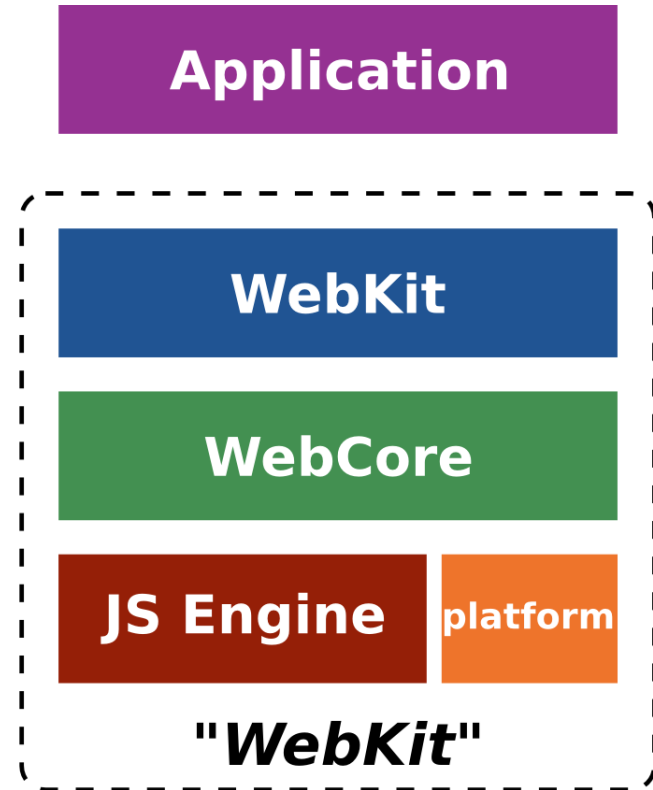 Application
WebKit
WebCore
JS Engine
platform
"WebKit"